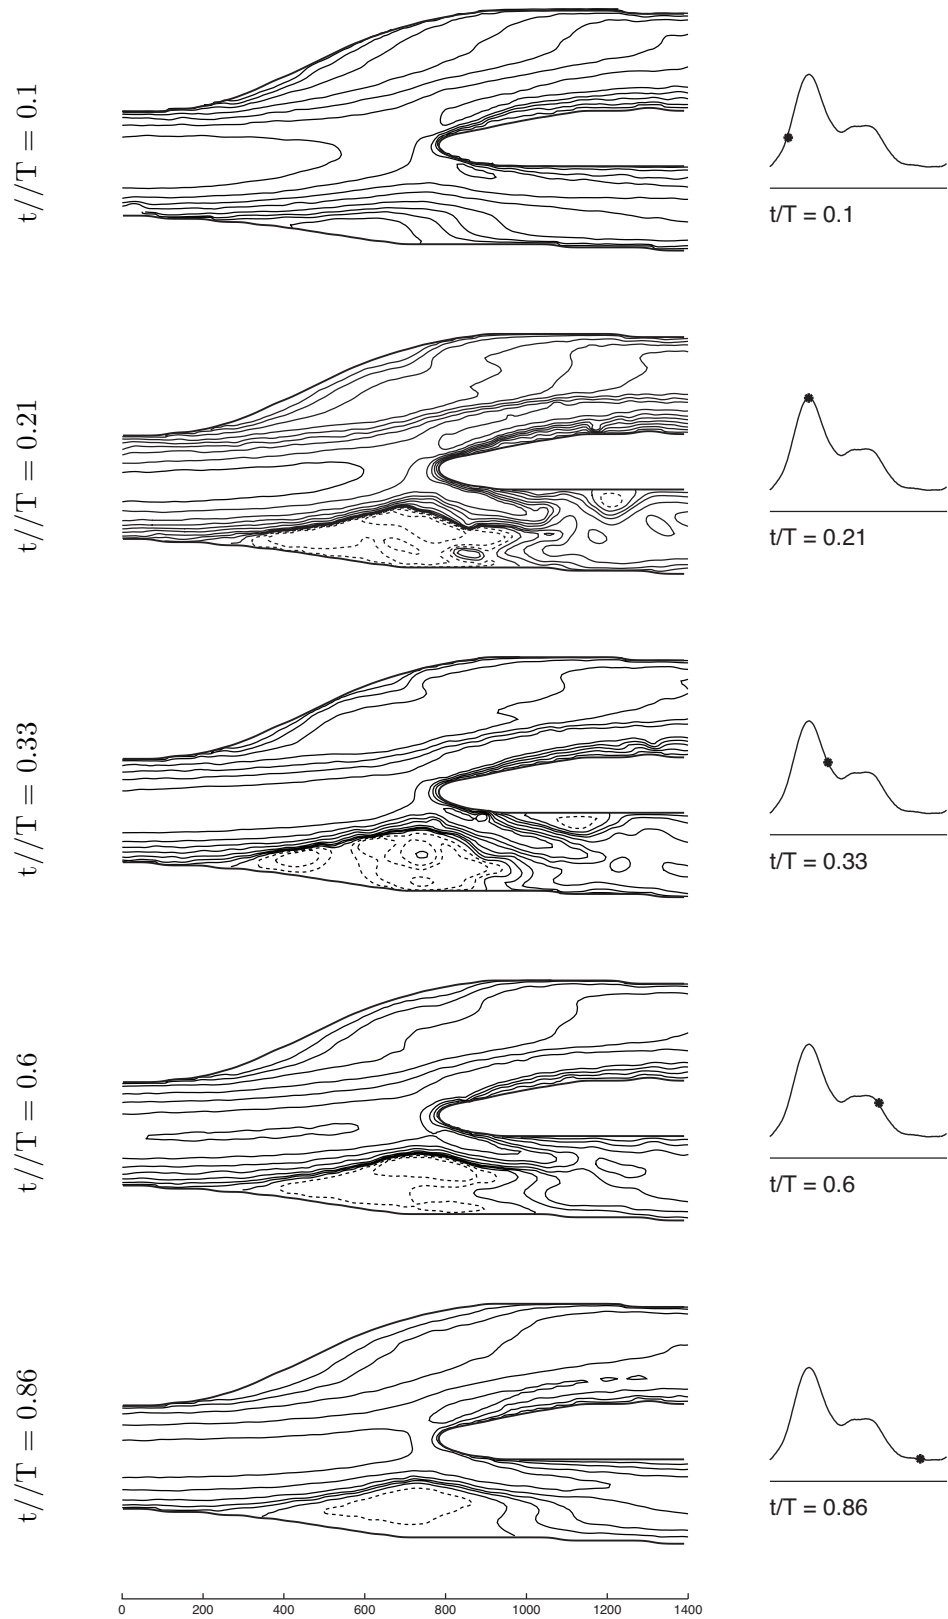 t//T = 0.1
t/T = 0.1
t//T = 0.21
t/T = 0.21
t//T = 0.33
t/T = 0.33
t//T = 0.6
t/T = 0.6
t//T = 0.86
t/T = 0.86
0 200 400 600 800 1000 1200 1400